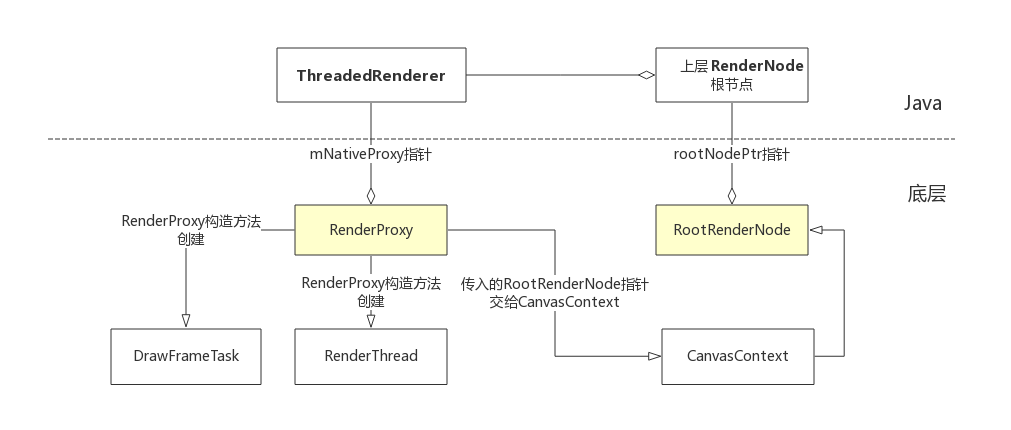 ThreadedRenderer
上层 RenderNode
根节点
Java
mNativeProxy指针
rootNodePtr指针
底层
RenderProxy构造方法
创建
RenderProxy
RootRenderNode
RenderProxy构造方法
创建
传入的RootRenderNode指针
交给CanvasContext
DrawFrameTask
RenderThread
CanvasContext